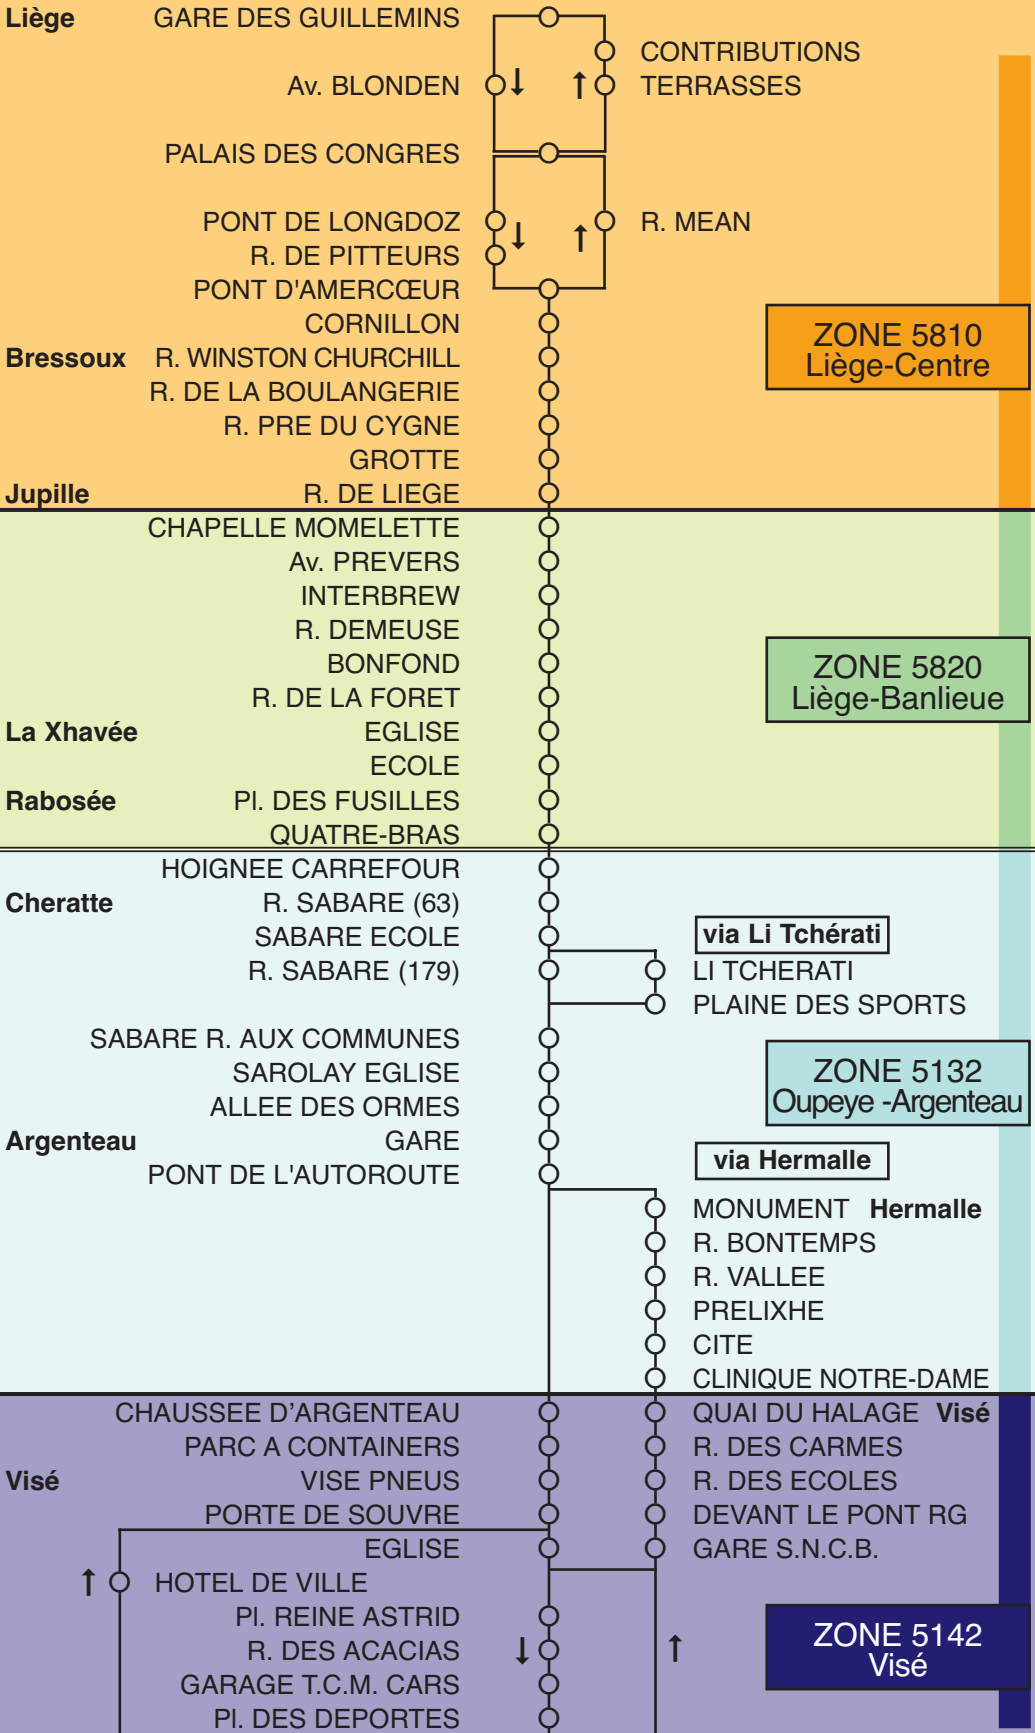 Liège GARE DES GUILLEMINS
CONTRIBUTIONS
Av. BLONDEN TERRASSES
PALAIS DES CONGRES
PONT DE LONGDOZ R. MEAN
R. DE PITTEURS
PONT D'AMERCŒUR
CORNILLON
ZONE 5810
Liège-Centre
Bressoux R. WINSTON CHURCHILL
R. DE LA BOULANGERIE
R. PRE DU CYGNE
GROTTE
Jupille R. DE LIEGE
CHAPELLE MOMELETTE
Av. PREVERS
INTERBREW
R. DEMEUSE
BONFOND
ZONE 5820
Liège-Banlieue
R. DE LA FORET
La Xhavée EGLISE
ECOLE
Rabosée Pl. DES FUSILLES
QUATRE-BRAS
HOIGNEE CARREFOUR
Cheratte R. SABARE (63)
SABARE ECOLE via Li Tchérati
R. SABARE (179) LI TCHERATI
PLAINE DES SPORTS
SABARE R. AUX COMMUNES
SAROLAY EGLISE
ZONE 5132
Oupeye -Argenteau
ALLEE DES ORMES
Argenteau GARE
via Hermalle
PONT DE L'AUTOROUTE
MONUMENT Hermalle
R. BONTEMPS
R. VALLEE
PRELIXHE
CITE
CLINIQUE NOTRE-DAME
CHAUSSEE D'ARGENTEAU QUAI DU HALAGE Visé
PARC A CONTAINERS R. DES CARMES
Visé VISE PNEUS R. DES ECOLES
PORTE DE SOUVRE DEVANT LE PONT RG
EGLISE GARE S.N.C.B.
HOTEL DE VILLE
Pl. REINE ASTRID
ZONE 5142
Visé
R. DES ACACIAS
GARAGE T.C.M. CARS
Pl. DES DEPORTES